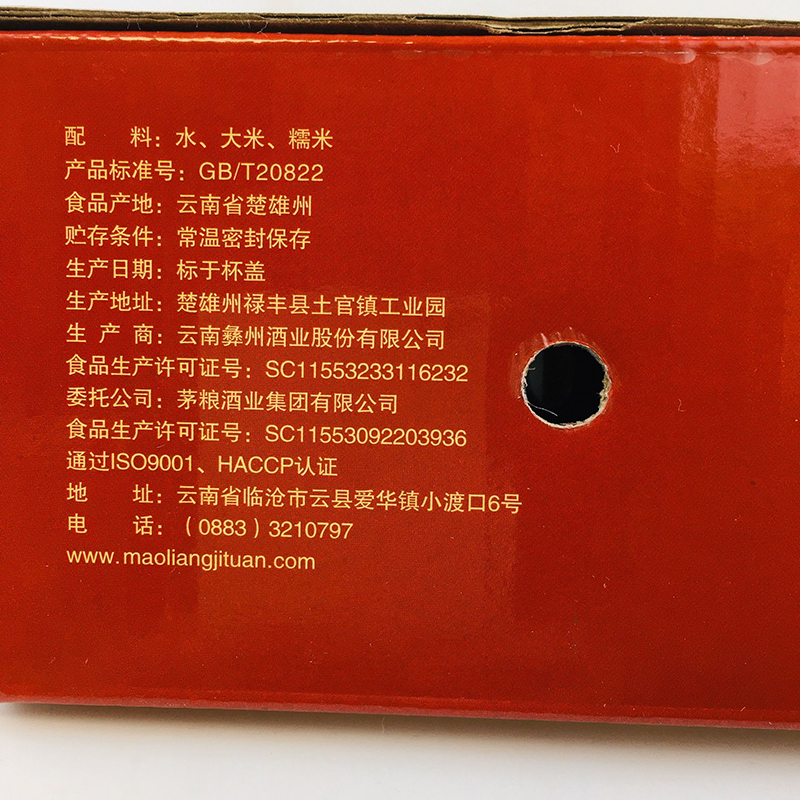 配　　料：水、大米、糯米
产品标准号：GB/T20822
食品产地：云南省楚雄州
贮存条件：常温密封保存
生产日期：标于杯盖
生产地址：楚雄州禄丰县土官镇工业园
生 产 商：云南彝州酒业股份有限公司
食品生产许可证号：SC11553233116232
委托公司：茅粮酒业集团有限公司
食品生产许可证号：SC11553092203936
通过ISO9001、HACCP认证
地　　址：云南省临沧市云县爱华镇小渡口6号
电　　话：（0883）3210797
www.maoliangjituan.com